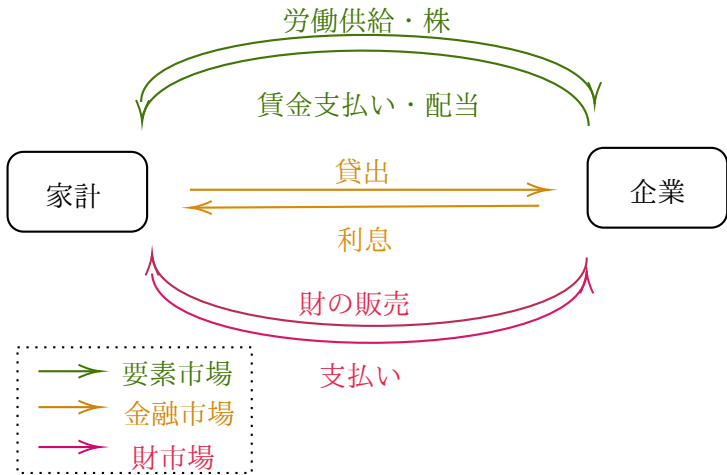 労働供給・株
賃金支払い・配当
家計
貸出
企業
利息
財の販売
支払い
要素市場
金融市場
財市場